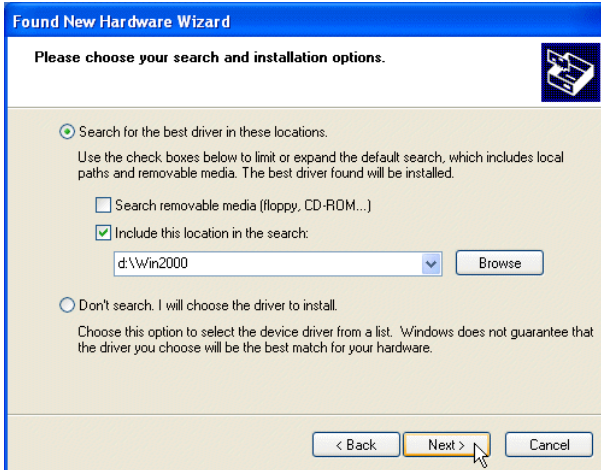 Found New Hardware Wizard
Please choose your search and installation options.
Search for the best driver in these locations.
Use the check boxes below to limit or expand the default search, which includes local
paths and removable media. The best driver found will be installed.
Search removable media (floppy, CD-ROM...)
Include this location in the search:
d:\Win2000
Browse
Don't search. I will choose the driver to install.
Choose this option to select the device driver from a list. Windows does not guarantee that
the driver you choose will be the best match for your hardware.
< Back Next > Cancel